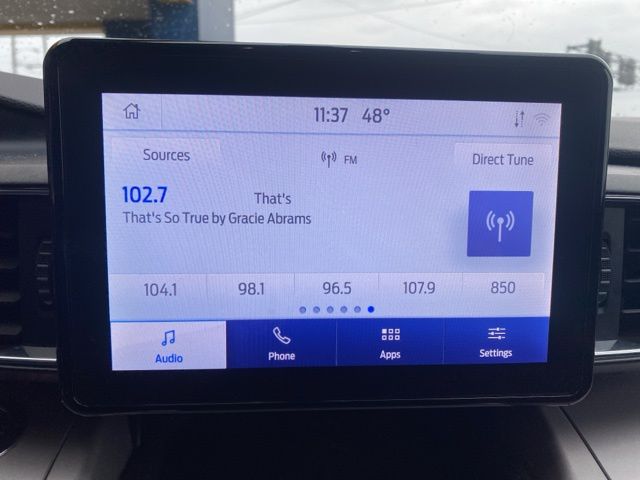 11:37 48°
Sources FM Direct Tune
102.7 That's
That's So True by Gracie Abrams
104.1 98.1 96.5 107.9 850
Audio Phone Apps Settings